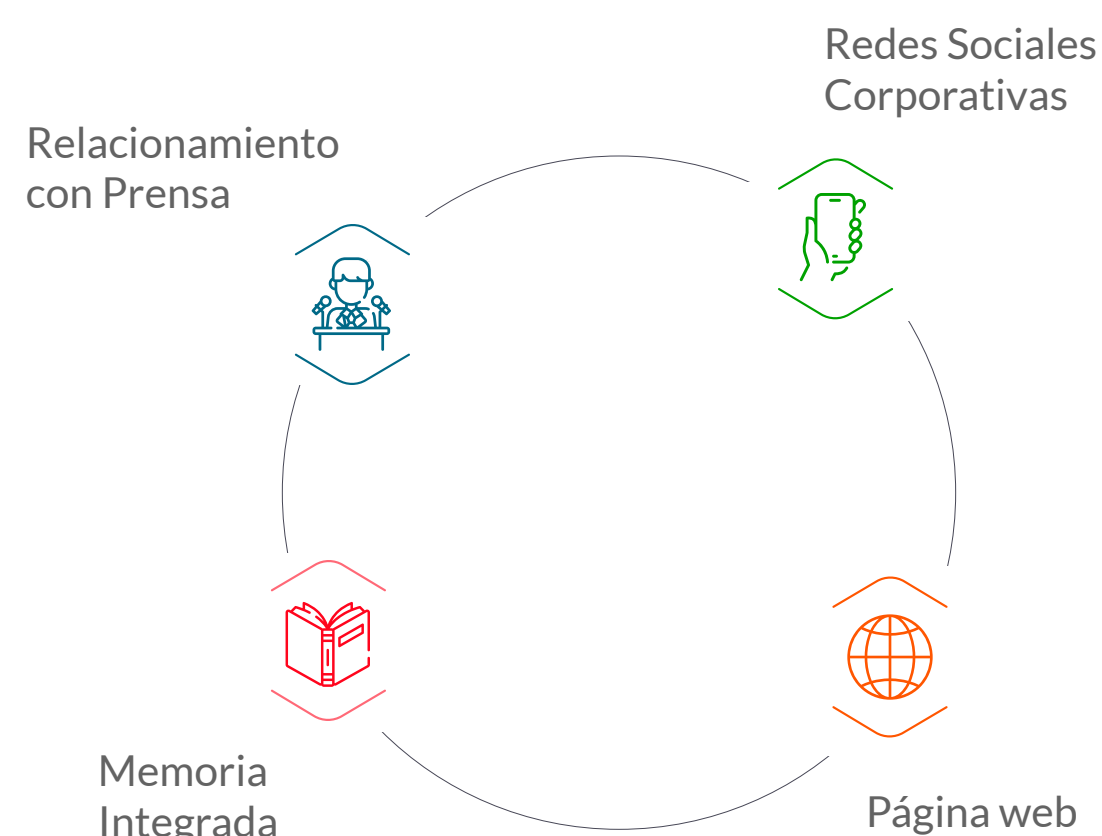 Redes Sociales
Corporativas
Relacionamiento
con Prensa
Memoria
Integrada
Página web